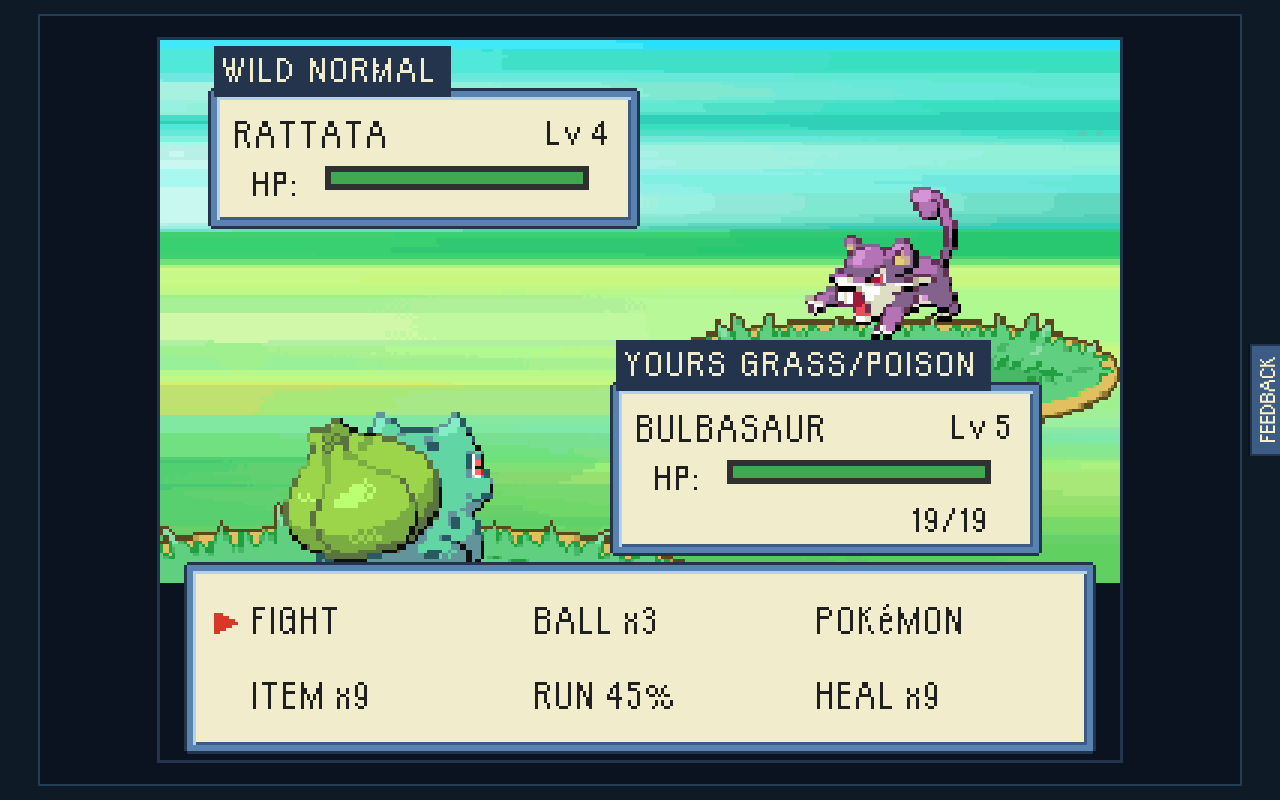 WILD NORMAL
RATTATA Lv 4
HP:
YOURS GRASS/POISON
BULBASAUR Lv 5
HP:
19/19
FIGHT BALL x3 POKéMON
ITEM x9 RUN 45% HEAL x9
FEEDBACK